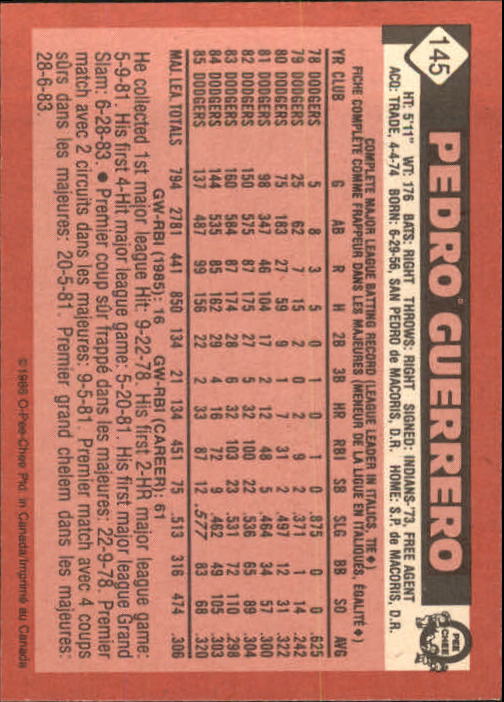 145
PEDRO GUERRERO
O-PEE-CHEE
HT: 5'11" WT: 176 BATS: RIGHT THROWS: RIGHT SIGNED: INDIANS-'73, FREE AGENT
ACQ: TRADE, 4-4-74 BORN: 6-29-56, SAN PEDRO de MACORIS, D.R. HOME: S.P. de MACORIS, D.R.
COMPLETE MAJOR LEAGUE BATTING RECORD (LEAGUE LEADER IN ITALICS, TIE ♦)
FICHE COMPLÈTE COMME FRAPPEUR DANS LES MAJEURES (MENEUR DE LA LIGUE EN ITALIQUES, ÉGALITÉ ♦)
YR CLUB G AB R H 2B 3B HR RBI SB SLG BB SO AVG
78 DODGERS 5 8 3 5 0 1 0 1 0 .875 0 0 .625
79 DODGERS 25 62 7 15 2 0 2 9 2 .371 1 14 .242
80 DODGERS 75 183 27 59 9 1 7 31 2 .497 12 31 .322
81 DODGERS 98 347 46 104 17 2 12 48 5 .464 34 57 .300
82 DODGERS 150 575 87 175 27 5 32 100 22 .536 65 89 .304
83 DODGERS 160 584 87 174 28 6 32 103 23 .531 72 110 .298
84 DODGERS 144 535 85 162 29 4 16 72 9 .462 49 105 .303
85 DODGERS 137 487 99 156 22 2 33 87 12 .577 83 68 .320
MAJ.LEA.TOTALS 794 2781 441 850 134 21 134 451 75 .513 316 474 .306
GW-RBI (1985): 16 GW-RBI (CAREER): 61
He collected 1st major league Hit: 9-22-78. His first 2-HR major league game:
5-9-81. His first 4-Hit major league game: 5-20-81. His first major league Grand
Slam: 6-28-83. ● Premier coup sûr frappé dans les majeures: 22-9-78. Premier
match avec 2 circuits dans les majeures: 9-5-81. Premier match avec 4 coups
sûrs dans les majeures: 20-5-81. Premier grand chelem dans les majeures:
28-6-83.
©1986 O-Pee-Chee Ptd. in Canada/Imprimé au Canada